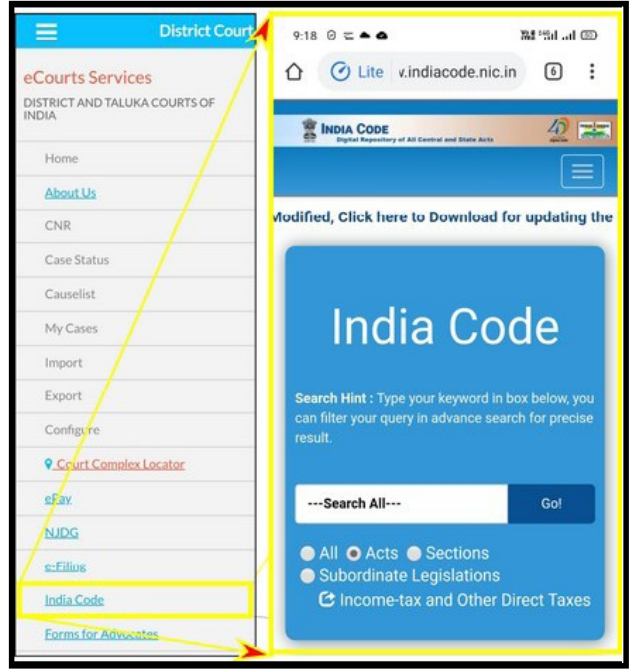 District Court
eCourts Services
DISTRICT AND TALUKA COURTS OF
INDIA
Home
About Us
CNR
Case Status
Causelist
My Cases
Import
Export
Configure
Court Complex Locator
ePay
NJDG
e-Filing
India Code
Forms for Advocates
9:18
Lite v.indiacode.nic.in 6
INDIA CODE
Digital Repository of All Central and State Acts
Modified, Click here to Download for updating the
India Code
Search Hint : Type your keyword in box below, you
can filter your query in advance search for precise
result.
---Search All--- Go!
All Acts Sections
Subordinate Legislations
Income-tax and Other Direct Taxes